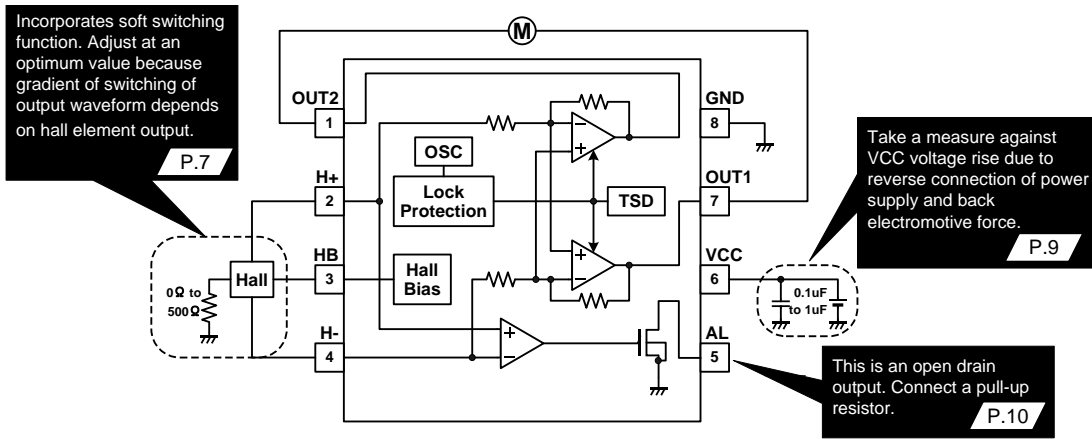 Incorporates soft switching
function. Adjust at an
optimum value because
gradient of switching of
output waveform depends
on hall element output.
P.7
M
OUT2
1
GND
8
OSC
Lock
Protection
TSD
H+
2
OUT1
7
Take a measure against
VCC voltage rise due to
reverse connection of power
supply and back
electromotive force.
P.9
HB
3
Hall
Bias
VCC
6
Hall
0Ω to
500Ω
0.1uF
to 1uF
H-
4
AL
5
This is an open drain
output. Connect a pull-up
resistor.
P.10